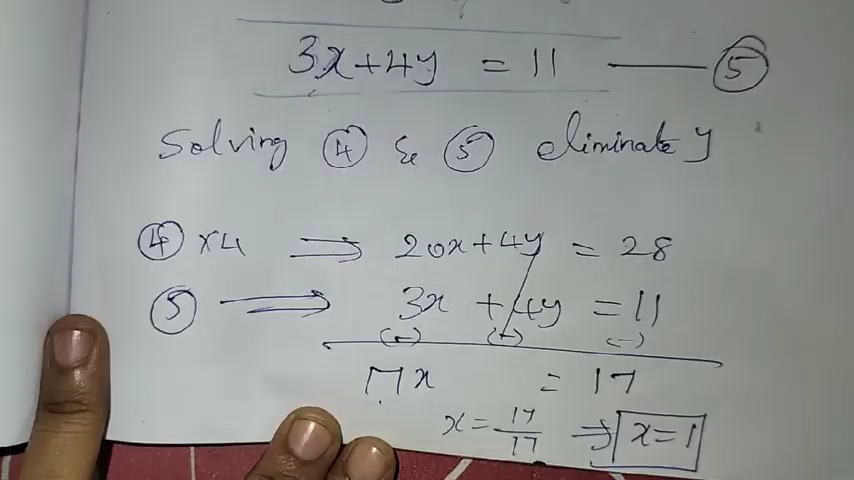 3x+4y = 11 —— ⑤
Solving ④ & ⑤ eliminate y
④ x4 ⟹ 20x+4y = 28
⑤ ⟹ 3x +4y = 11
(-) (-) (-)
17x = 17
x = 17/17 ⟹ x=1